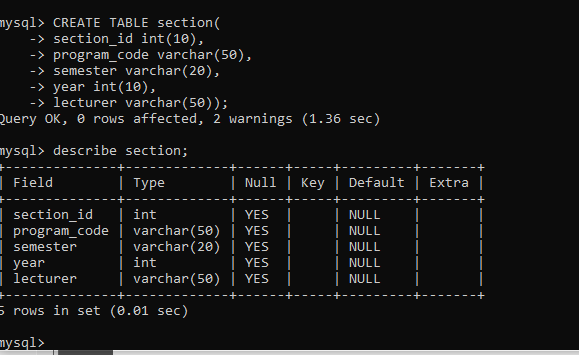 mysql> CREATE TABLE section(
    -> section_id int(10),
    -> program_code varchar(50),
    -> semester varchar(20),
    -> year int(10),
    -> lecturer varchar(50));
Query OK, 0 rows affected, 2 warnings (1.36 sec)
mysql> describe section;
+--------------+-------------+------+-----+---------+-------+
| Field        | Type        | Null | Key | Default | Extra |
+--------------+-------------+------+-----+---------+-------+
| section_id   | int         | YES  |     | NULL    |       |
| program_code | varchar(50) | YES  |     | NULL    |       |
| semester     | varchar(20) | YES  |     | NULL    |       |
| year         | int         | YES  |     | NULL    |       |
| lecturer     | varchar(50) | YES  |     | NULL    |       |
+--------------+-------------+------+-----+---------+-------+
5 rows in set (0.01 sec)
mysql>